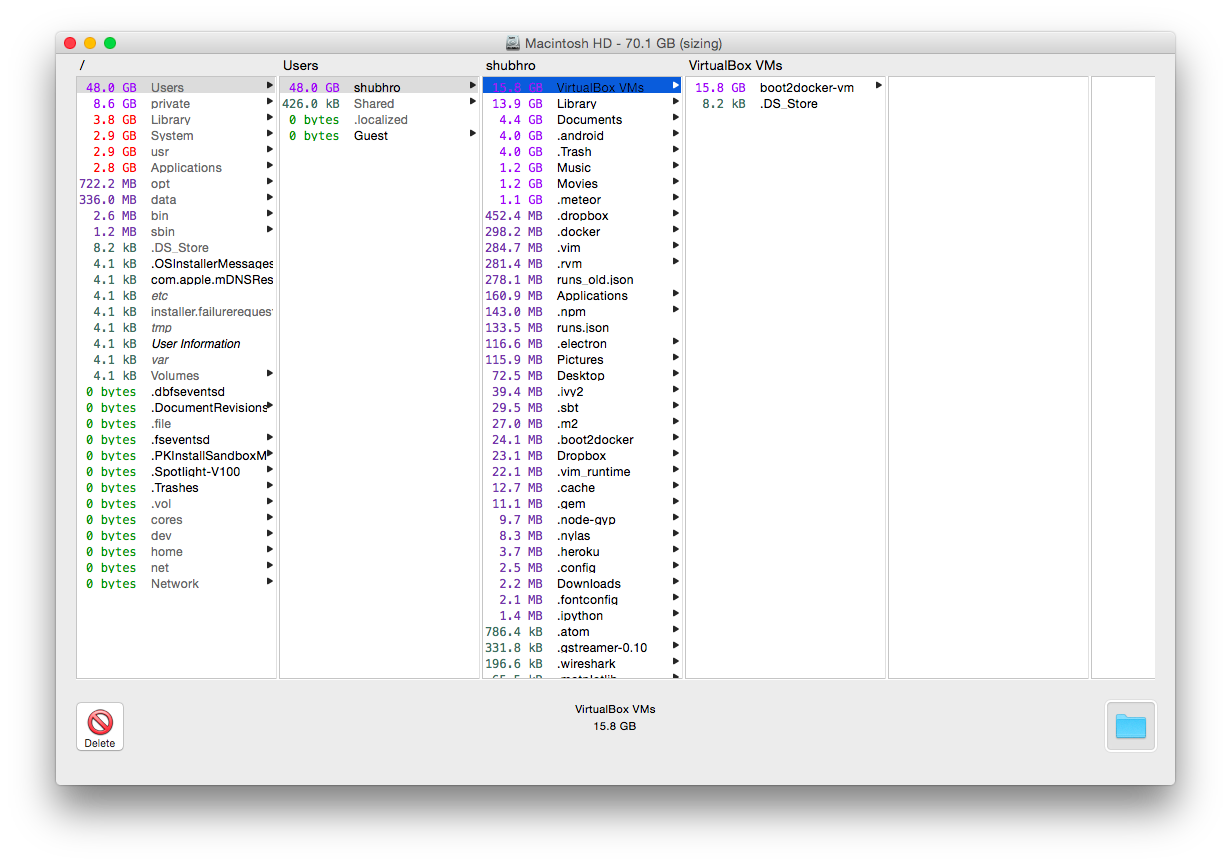 Macintosh HD - 70.1 GB (sizing)
/
48.0 GB Users
8.6 GB private
3.8 GB Library
2.9 GB System
2.9 GB usr
2.8 GB Applications
722.2 MB opt
336.0 MB data
2.6 MB bin
1.2 MB sbin
8.2 kB .DS_Store
4.1 kB .OSInstallerMessages
4.1 kB com.apple.mDNSRes
4.1 kB etc
4.1 kB installer.failurereques
4.1 kB tmp
4.1 kB User Information
4.1 kB var
4.1 kB Volumes
0 bytes .dbfseventsd
0 bytes .DocumentRevisions
0 bytes .file
0 bytes .fseventsd
0 bytes .PKInstallSandboxM
0 bytes .Spotlight-V100
0 bytes .Trashes
0 bytes .vol
0 bytes cores
0 bytes dev
0 bytes home
0 bytes net
0 bytes Network
Users
48.0 GB shubhro
426.0 kB Shared
0 bytes .localized
0 bytes Guest
shubhro
15.8 GB VirtualBox VMs
13.9 GB Library
4.4 GB Documents
4.0 GB .android
4.0 GB .Trash
1.2 GB Music
1.2 GB Movies
1.1 GB .meteor
452.4 MB .dropbox
298.2 MB .docker
284.7 MB .vim
281.4 MB .rvm
278.1 MB runs_old.json
160.9 MB Applications
143.0 MB .npm
133.5 MB runs.json
116.6 MB .electron
115.9 MB Pictures
72.5 MB Desktop
39.4 MB .ivy2
29.5 MB .sbt
27.0 MB .m2
24.1 MB .boot2docker
23.1 MB Dropbox
22.1 MB .vim_runtime
12.7 MB .cache
11.1 MB .gem
9.7 MB .node-gyp
8.3 MB .nylas
3.7 MB .heroku
2.5 MB .config
2.2 MB Downloads
2.1 MB .fontconfig
1.4 MB .ipython
786.4 kB .atom
331.8 kB .gstreamer-0.10
196.6 kB .wireshark
VirtualBox VMs
15.8 GB boot2docker-vm
8.2 kB .DS_Store
VirtualBox VMs
15.8 GB
Delete